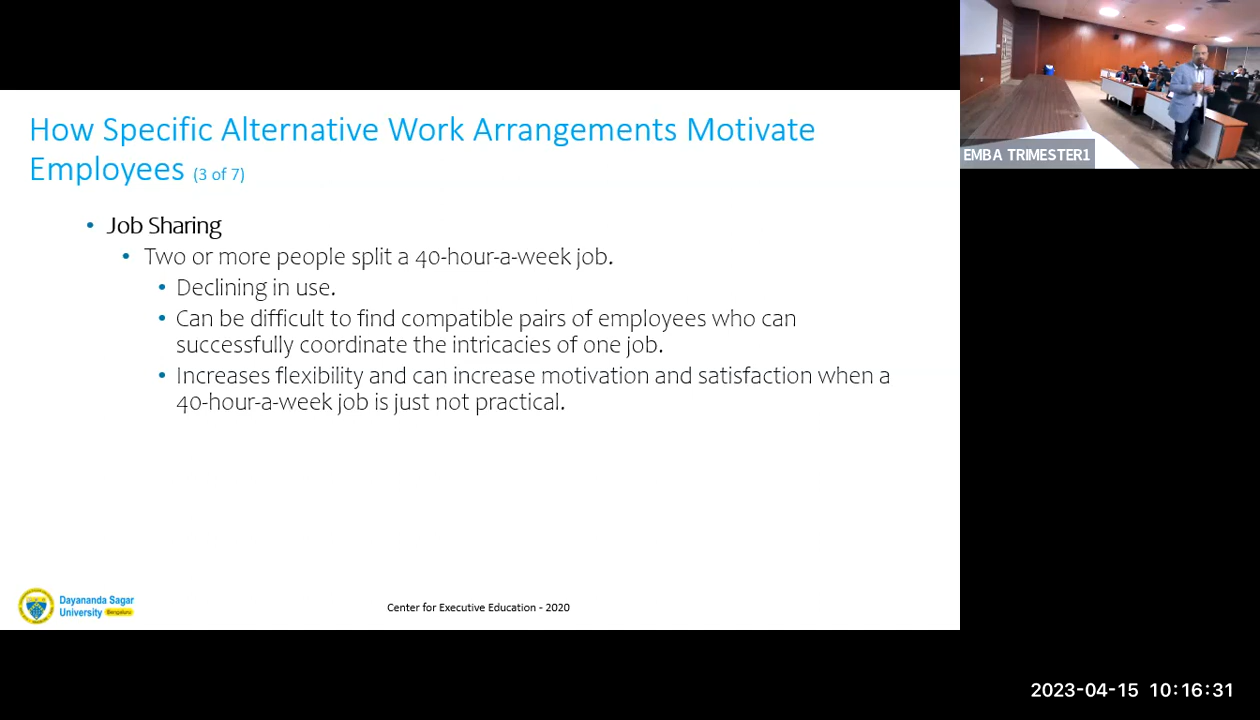 How Specific Alternative Work Arrangements Motivate
Employees (3 of 7)
• Job Sharing
• Two or more people split a 40-hour-a-week job.
• Declining in use.
• Can be difficult to find compatible pairs of employees who can
successfully coordinate the intricacies of one job.
• Increases flexibility and can increase motivation and satisfaction when a
40-hour-a-week job is just not practical.
Dayananda Sagar
University Bengaluru
Center for Executive Education - 2020
EMBA TRIMESTER1
2023-04-15 10:16:31